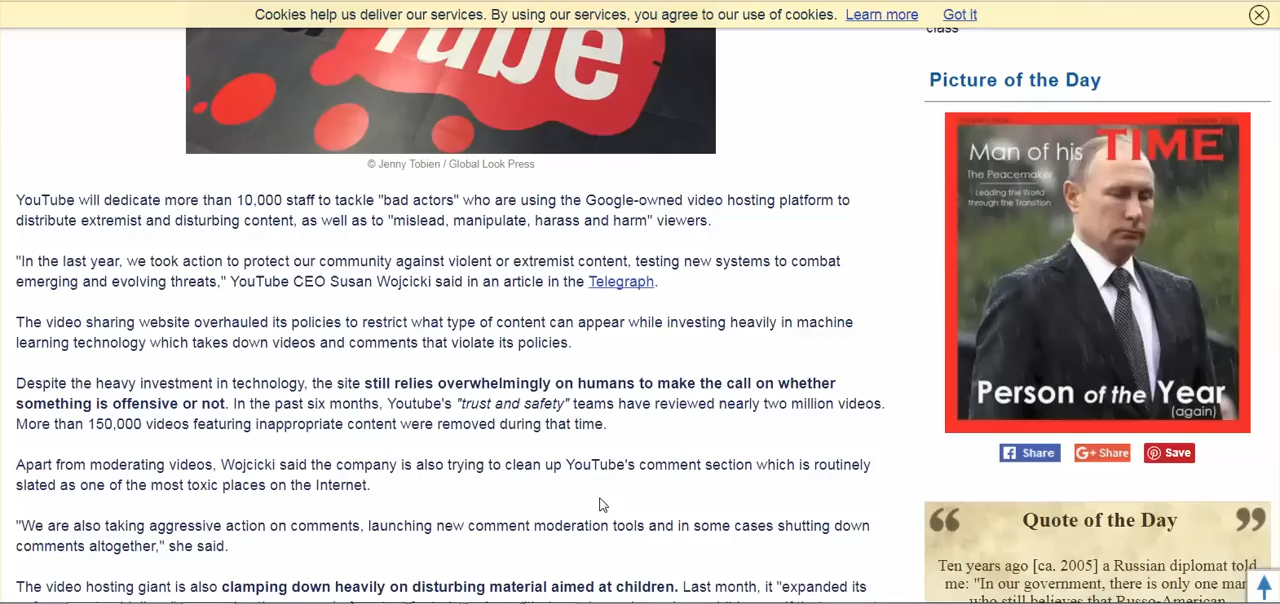 Cookies help us deliver our services. By using our services, you agree to our use of cookies. Learn more Got it
class
Tube
© Jenny Tobien / Global Look Press
YouTube will dedicate more than 10,000 staff to tackle "bad actors" who are using the Google-owned video hosting platform to
distribute extremist and disturbing content, as well as to "mislead, manipulate, harass and harm" viewers.
"In the last year, we took action to protect our community against violent or extremist content, testing new systems to combat
emerging and evolving threats," YouTube CEO Susan Wojcicki said in an article in the Telegraph.
The video sharing website overhauled its policies to restrict what type of content can appear while investing heavily in machine
learning technology which takes down videos and comments that violate its policies.
Despite the heavy investment in technology, the site still relies overwhelmingly on humans to make the call on whether
something is offensive or not. In the past six months, Youtube's "trust and safety" teams have reviewed nearly two million videos.
More than 150,000 videos featuring inappropriate content were removed during that time.
Apart from moderating videos, Wojcicki said the company is also trying to clean up YouTube's comment section which is routinely
slated as one of the most toxic places on the Internet.
"We are also taking aggressive action on comments, launching new comment moderation tools and in some cases shutting down
comments altogether," she said.
The video hosting giant is also clamping down heavily on disturbing material aimed at children. Last month, it "expanded its
Picture of the Day
Man of his TIME
The Peacemaker
Leading the World
through the Transition
Person of the Year
(again)
Share
G+ Share
Save
Quote of the Day
Ten years ago [ca. 2005] a Russian diplomat told
me: "In our government, there is only one man
who still believes that Russo-American